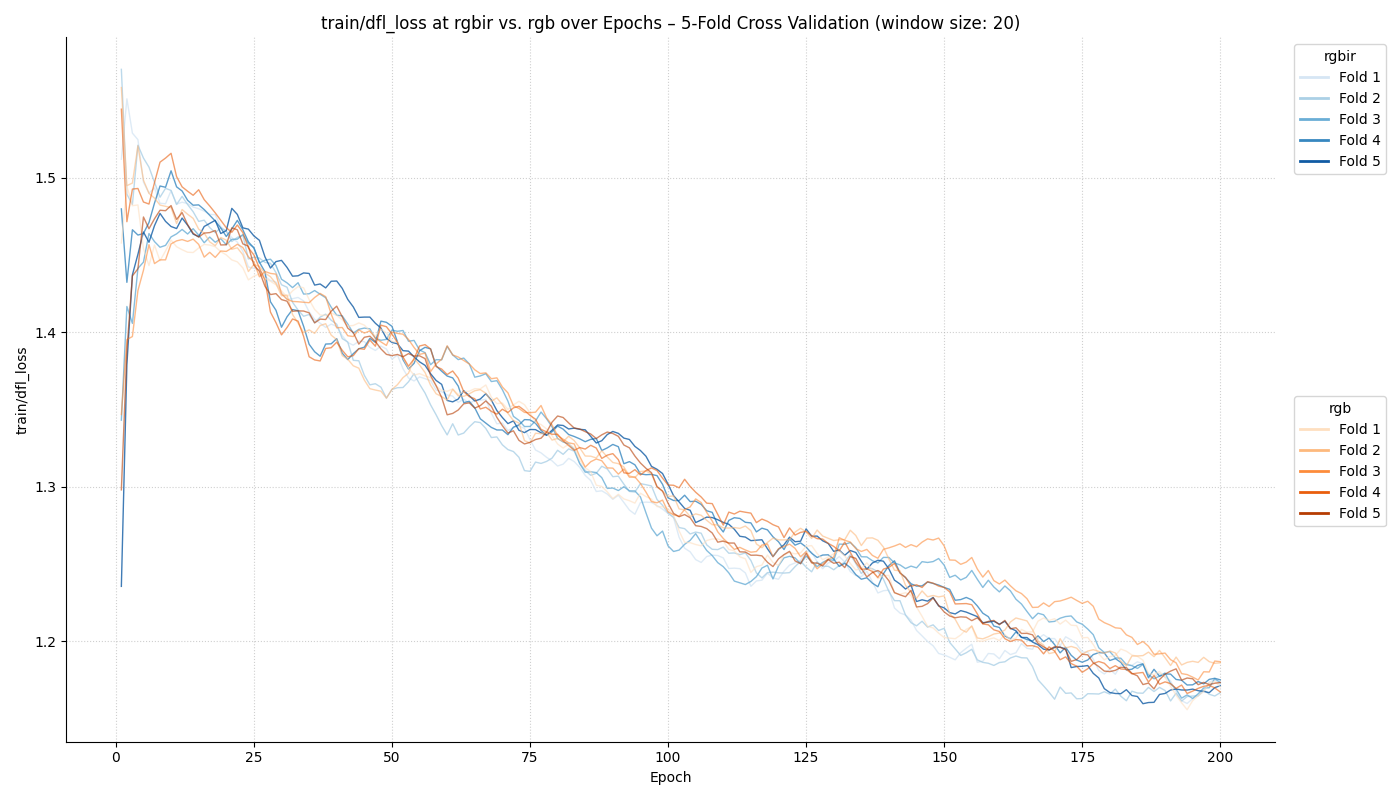 train/dfl_loss at rgbir vs. rgb over Epochs – 5-Fold Cross Validation (window size: 20)
rgbir
Fold 1
Fold 2
Fold 3
Fold 4
Fold 5
rgb
Fold 1
Fold 2
Fold 3
Fold 4
Fold 5
train/dfl_loss
1.5
1.4
1.3
1.2
0 25 50 75 100 125 150 175 200
Epoch